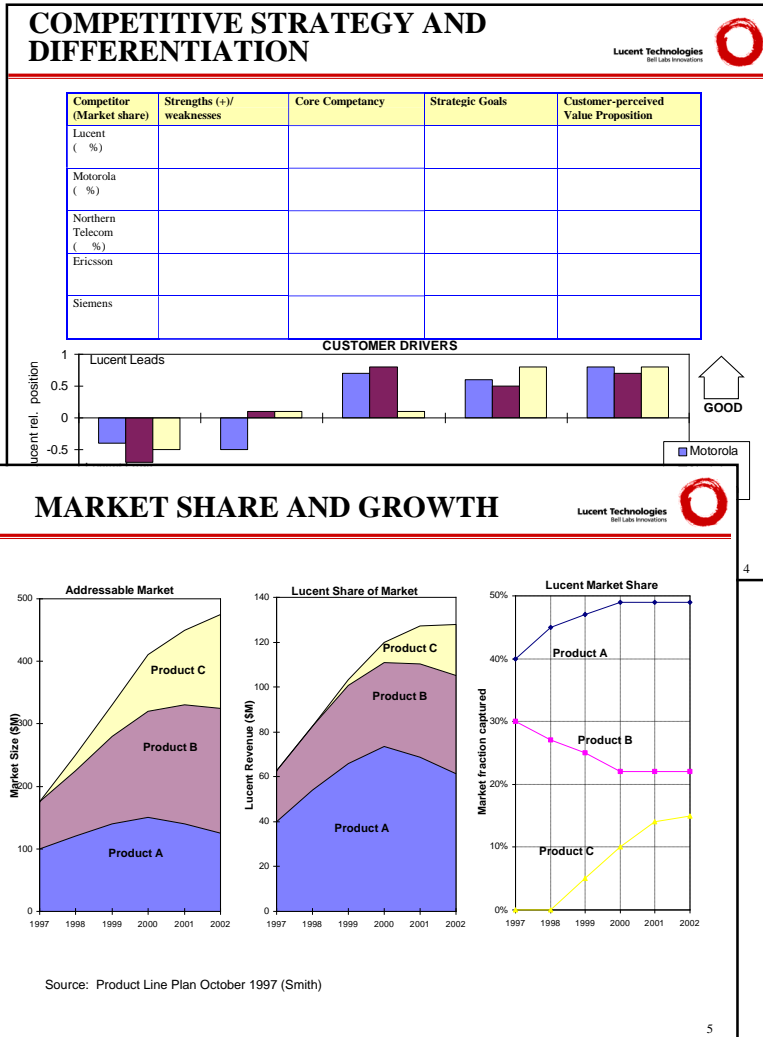 COMPETITIVE STRATEGY AND
DIFFERENTIATION
Lucent Technologies
Bell Labs Innovations
Competitor
(Market share)
Strengths (+)/
weaknesses
Core Competancy
Strategic Goals
Customer-perceived
Value Proposition
Lucent
( %)
Motorola
( %)
Northern
Telecom
( %)
Ericsson
Siemens
CUSTOMER DRIVERS
Lucent Leads
1
0.5
0
-0.5
rel. position
GOOD
Motorola
4
MARKET SHARE AND GROWTH
Lucent Technologies
Bell Labs Innovations
Addressable Market
Market Size ($M)
500
400
300
200
100
0
Product C
Product B
Product A
1997 1998 1999 2000 2001 2002
Lucent Share of Market
Lucent Revenue ($M)
140
120
100
80
60
40
20
0
Product C
Product B
Product A
1997 1998 1999 2000 2001 2002
Lucent Market Share
Market fraction captured
50%
40%
30%
20%
10%
0%
Product A
Product B
Product C
1997 1998 1999 2000 2001 2002
Source: Product Line Plan October 1997 (Smith)
5